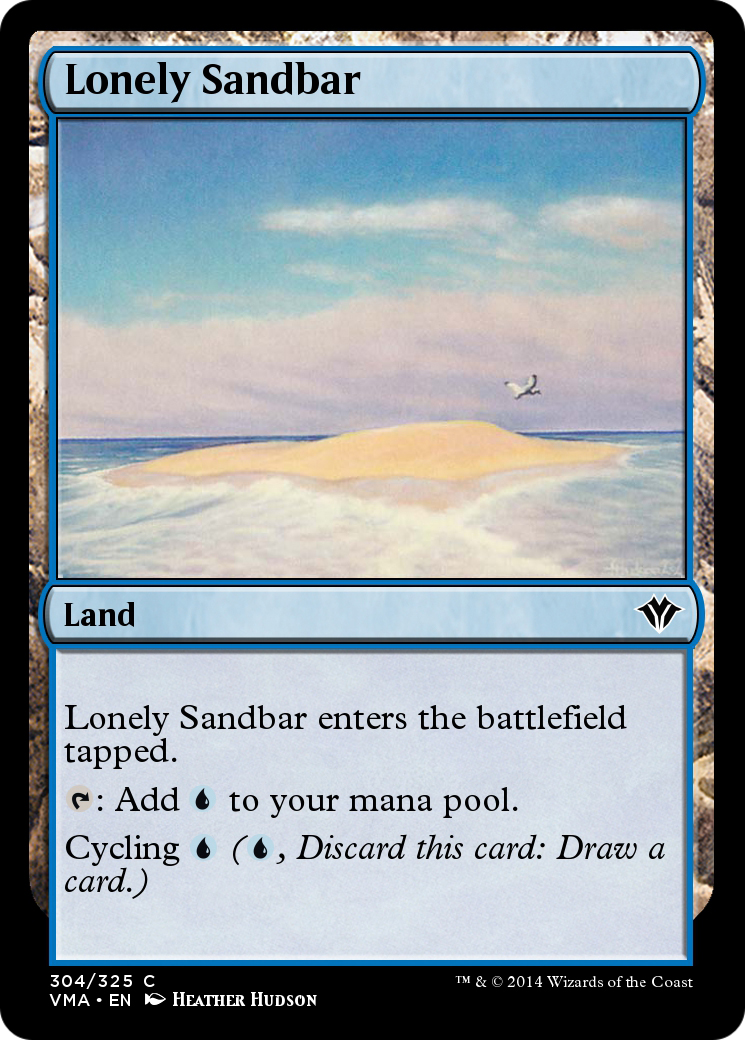 Lonely Sandbar
Land
Lonely Sandbar enters the battlefield
tapped.
: Add to your mana pool.
Cycling ( , Discard this card: Draw a
card.)
304/325 C
™ & © 2014 Wizards of the Coast
VMA • EN Heather Hudson